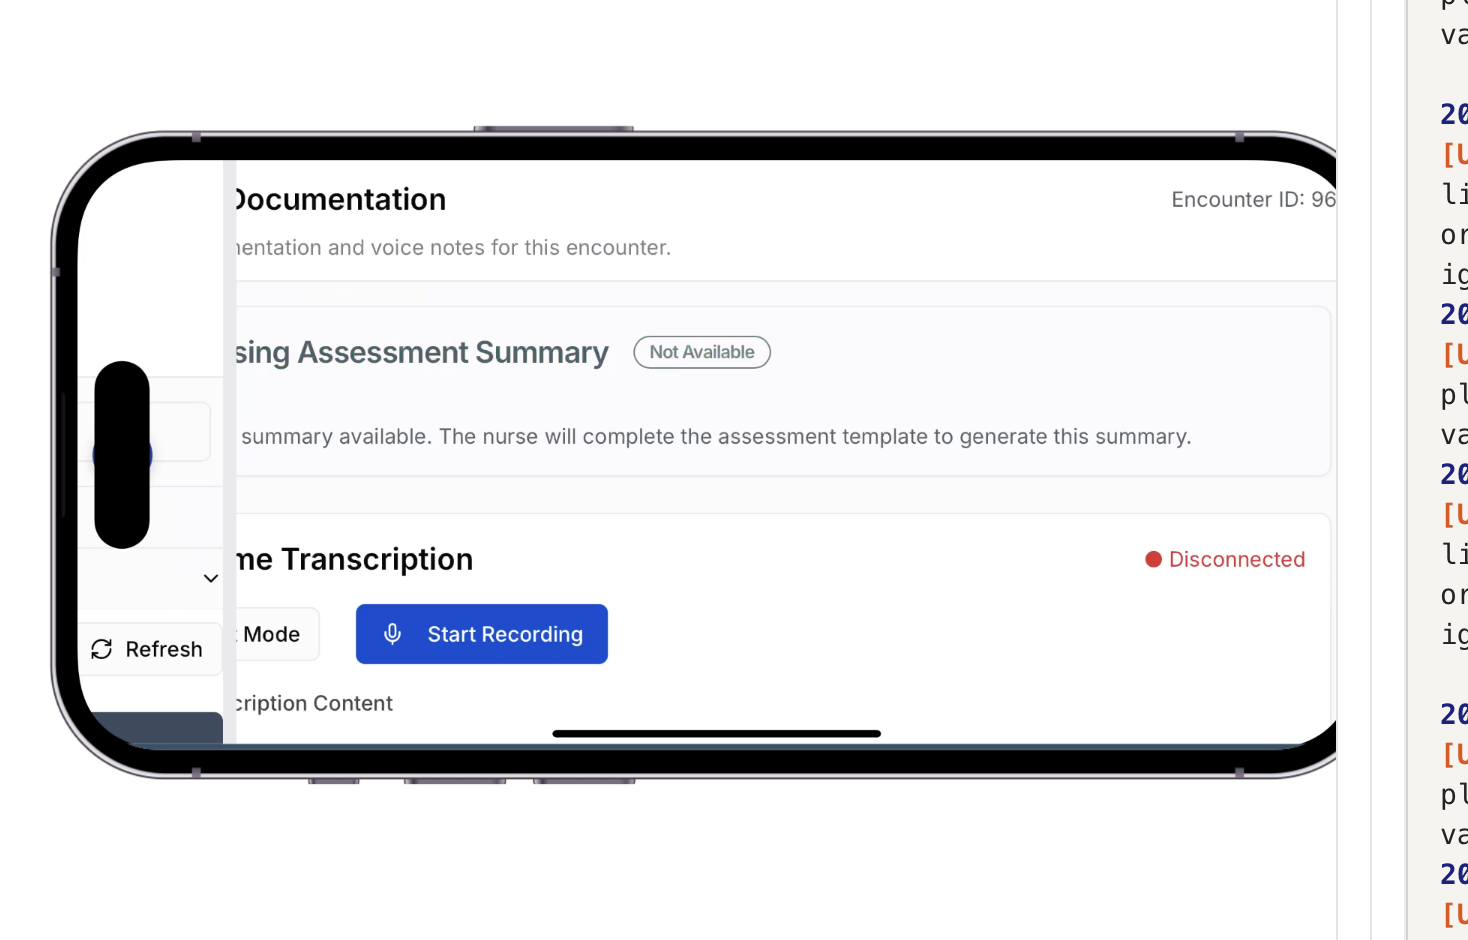 Documentation
Encounter ID: 96
mentation and voice notes for this encounter.
sing Assessment Summary
Not Available
summary available. The nurse will complete the assessment template to generate this summary.
me Transcription
Disconnected
Mode
Start Recording
Refresh
cription Content
va
20
[U
li
or
ig
20
[U
pl
va
20
[U
li
or
ig
20
[U
pl
va
20
[U